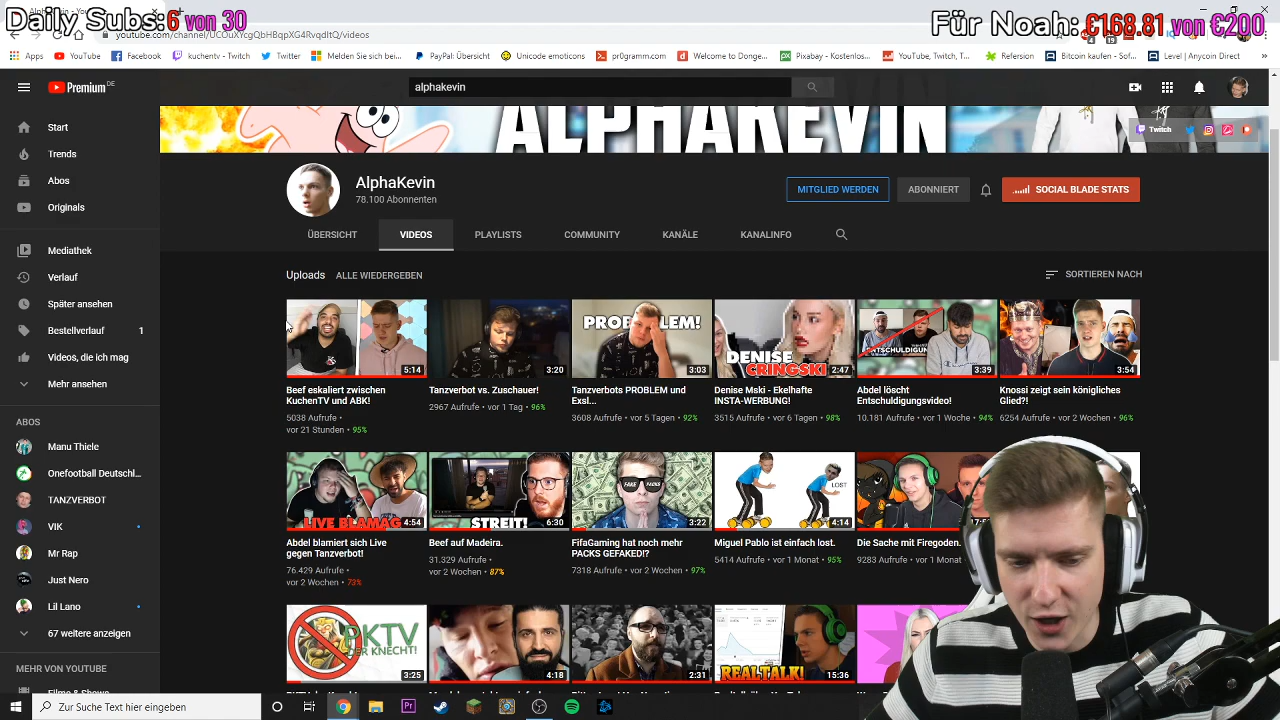 Daily Subs: 6 von 30
Für Noah: €168.81 von €200
youtube.com/channel/UCOuXYcgQbHBqxXG4RvqdItQ/videos
Apps YouTube Facebook kuchentv - Twitch Twitter Melden Sie sich bei... PayPal Übersicht Unicode emoticons pr0gramm.com Dengeki - Welcome... Pixabay - Kostenlos... YouTube, Twitch, T... Refersion Bitcoin kaufen - Sof... Level | Anycoin Direct
Premium DE
alphakevin
Start
Trends
Abos
Originals
Mediathek
Verlauf
Später ansehen
Bestellverlauf 1
Videos, die ich mag
Mehr ansehen
ABOS
Manu Thiele
Onefootball Deutschl...
TANZVERBOT
VIK
Mr Rap
Just Nero
Lil Lano
77 weitere anzeigen
MEHR VON YOUTUBE
ALPHAKEVIN
Twitch
AlphaKevin
78.100 Abonnenten
MITGLIED WERDEN ABONNIERT SOCIAL BLADE STATS
ÜBERSICHT VIDEOS PLAYLISTS COMMUNITY KANÄLE KANALINFO
Uploads ALLE WIEDERGEBEN SORTIEREN NACH
5:14
Beef eskaliert zwischen
KuchenTV und ABK!
5038 Aufrufe •
vor 21 Stunden • 95%
3:20
Tanzverbot vs. Zuschauer!
2967 Aufrufe • vor 1 Tag • 96%
PROBLEM!
3:03
Tanzverbots PROBLEM und
Exsl...
3608 Aufrufe • vor 5 Tagen • 92%
DENISE
CRINGSKI
2:47
Denise Mski - Ekelhafte
INSTA-WERBUNG!
3515 Aufrufe • vor 6 Tagen • 98%
ENTSCHULDIGUNG
3:39
Abdel löscht
Entschuldigungsvideo!
10.181 Aufrufe • vor 1 Woche • 94%
3:54
Knossi zeigt sein königliches
Glied?!
6254 Aufrufe • vor 2 Wochen • 96%
LIVE BLAMAG
4:54
Abdel blamiert sich Live
gegen Tanzverbot!
76.429 Aufrufe •
vor 2 Wochen • 73%
STREIT!
6:30
Beef auf Madeira.
31.329 Aufrufe •
vor 2 Wochen • 87%
FAKE PACKS
3:22
FifaGaming hat noch mehr
PACKS GEFAKED!?
7318 Aufrufe • vor 2 Wochen • 97%
LOST
4:14
Miguel Pablo ist einfach lost.
5414 Aufrufe • vor 1 Monat • 95%
Die Sache mit Firegoden.
9283 Aufrufe • vor 1 Monat
DER KNECHT!
3:25
4:18
2:31
REALTALK!
15:36
Zur Suche Text hier eingeben